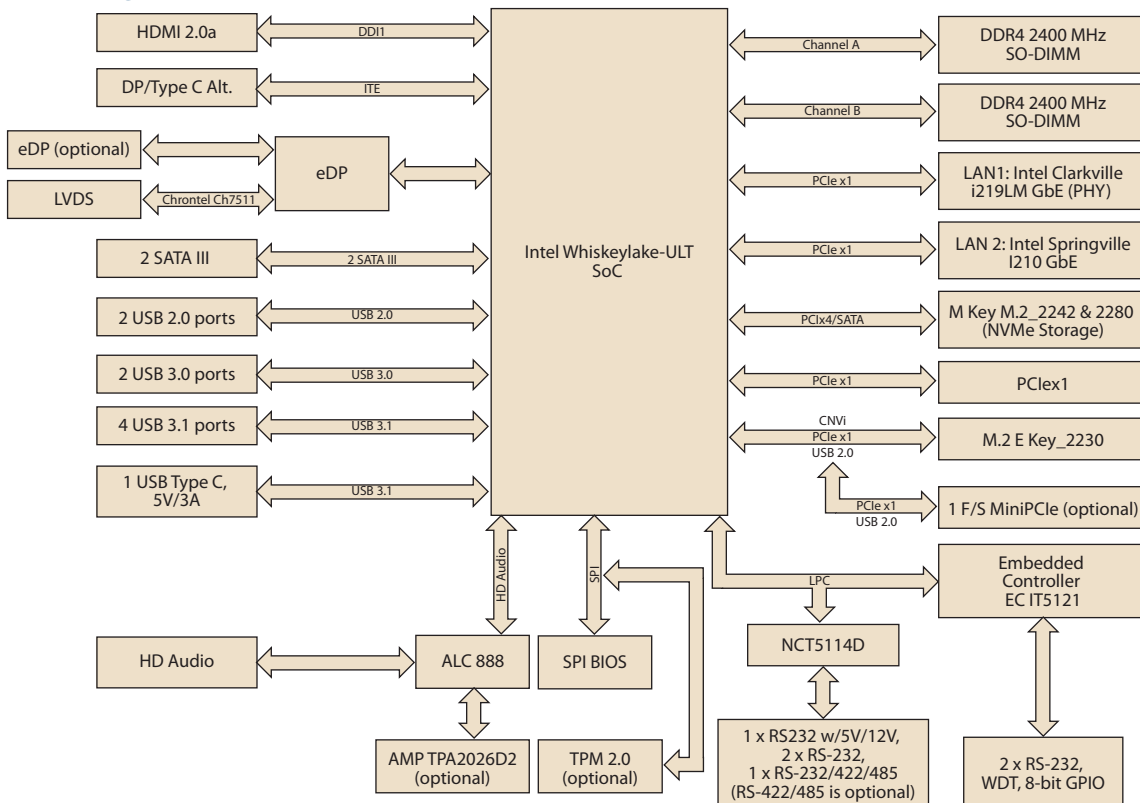 HDMI 2.0a
DDI1
DP/Type C Alt.
ITE
eDP (optional)
eDP
LVDS
Chrontel Ch7511
2 SATA III
2 SATA III
2 USB 2.0 ports
USB 2.0
2 USB 3.0 ports
USB 3.0
4 USB 3.1 ports
USB 3.1
1 USB Type C,
5V/3A
USB 3.1
Intel Whiskeylake-ULT
SoC
Channel A
DDR4 2400 MHz
SO-DIMM
Channel B
DDR4 2400 MHz
SO-DIMM
PCIe x1
LAN1: Intel Clarkville
i219LM GbE (PHY)
PCIe x1
LAN 2: Intel Springville
I210 GbE
PCIx4/SATA
M Key M.2_2242 & 2280
(NVMe Storage)
PCIe x1
PCIex1
CNVi
PCIe x1
USB 2.0
M.2 E Key_2230
PCIe x1
USB 2.0
1 F/S MiniPCIe (optional)
HD Audio
SPI
LPC
Embedded
Controller
EC IT5121
HD Audio
ALC 888
SPI BIOS
NCT5114D
AMP TPA2026D2
(optional)
TPM 2.0
(optional)
1 x RS232 w/5V/12V,
2 x RS-232,
1 x RS-232/422/485
(RS-422/485 is optional)
2 x RS-232,
WDT, 8-bit GPIO